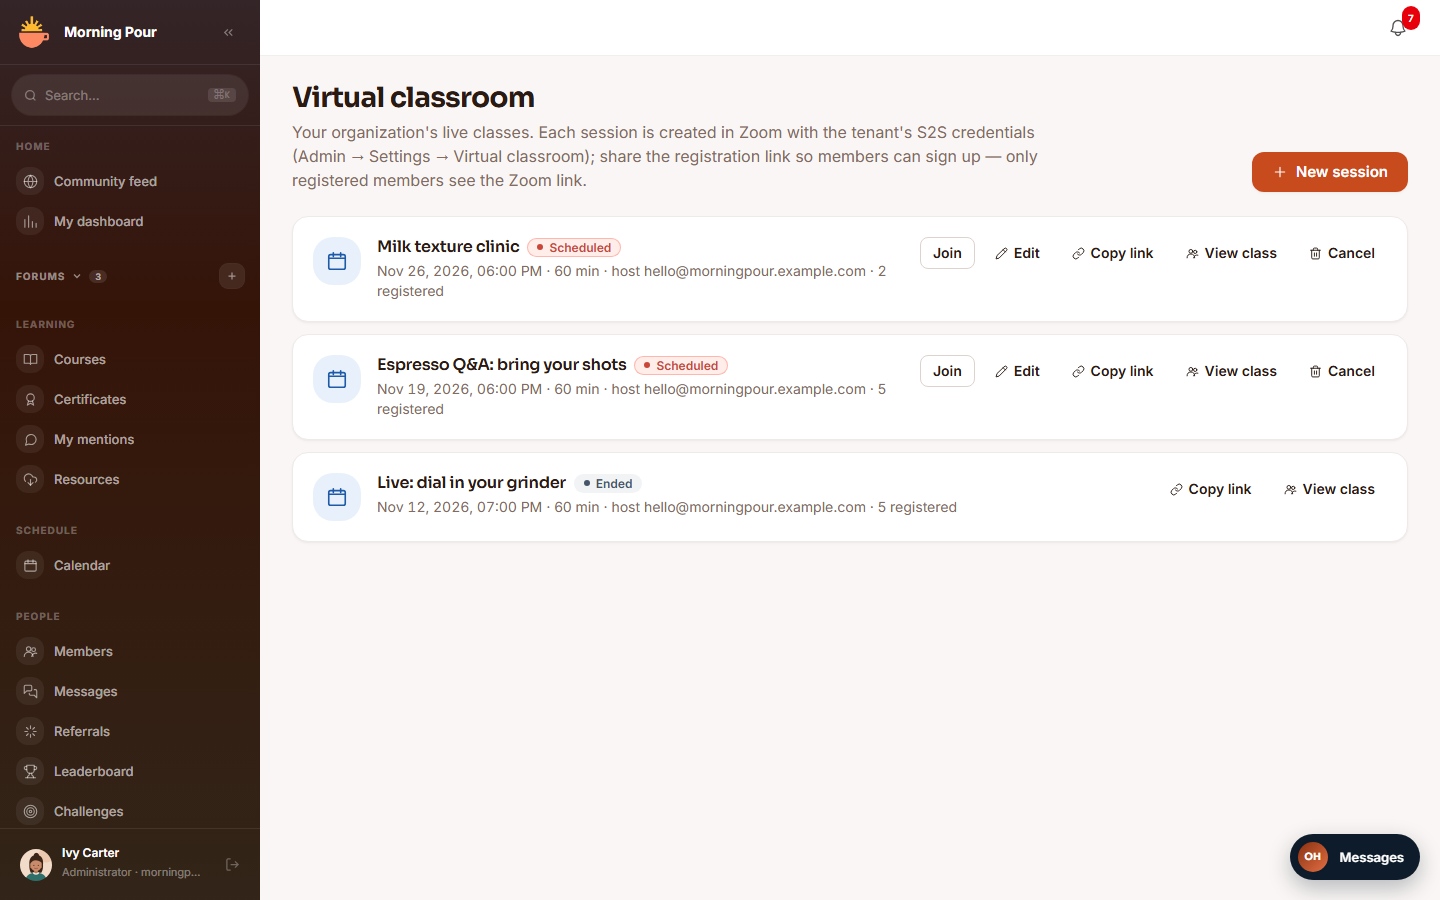 Morning Pour
Search...
⌘K
HOME
Community feed
My dashboard
FORUMS
3
LEARNING
Courses
Certificates
My mentions
Resources
SCHEDULE
Calendar
PEOPLE
Members
Messages
Referrals
Leaderboard
Challenges
Ivy Carter
Administrator · morningp...
7
Virtual classroom
Your organization's live classes. Each session is created in Zoom with the tenant's S2S credentials
(Admin → Settings → Virtual classroom); share the registration link so members can sign up — only
registered members see the Zoom link.
New session
Milk texture clinic
Scheduled
Nov 26, 2026, 06:00 PM · 60 min · host hello@morningpour.example.com · 2
registered
Join
Edit
Copy link
View class
Cancel
Espresso Q&A: bring your shots
Scheduled
Nov 19, 2026, 06:00 PM · 60 min · host hello@morningpour.example.com · 5
registered
Join
Edit
Copy link
View class
Cancel
Live: dial in your grinder
Ended
Nov 12, 2026, 07:00 PM · 60 min · host hello@morningpour.example.com · 5 registered
Copy link
View class
OH
Messages